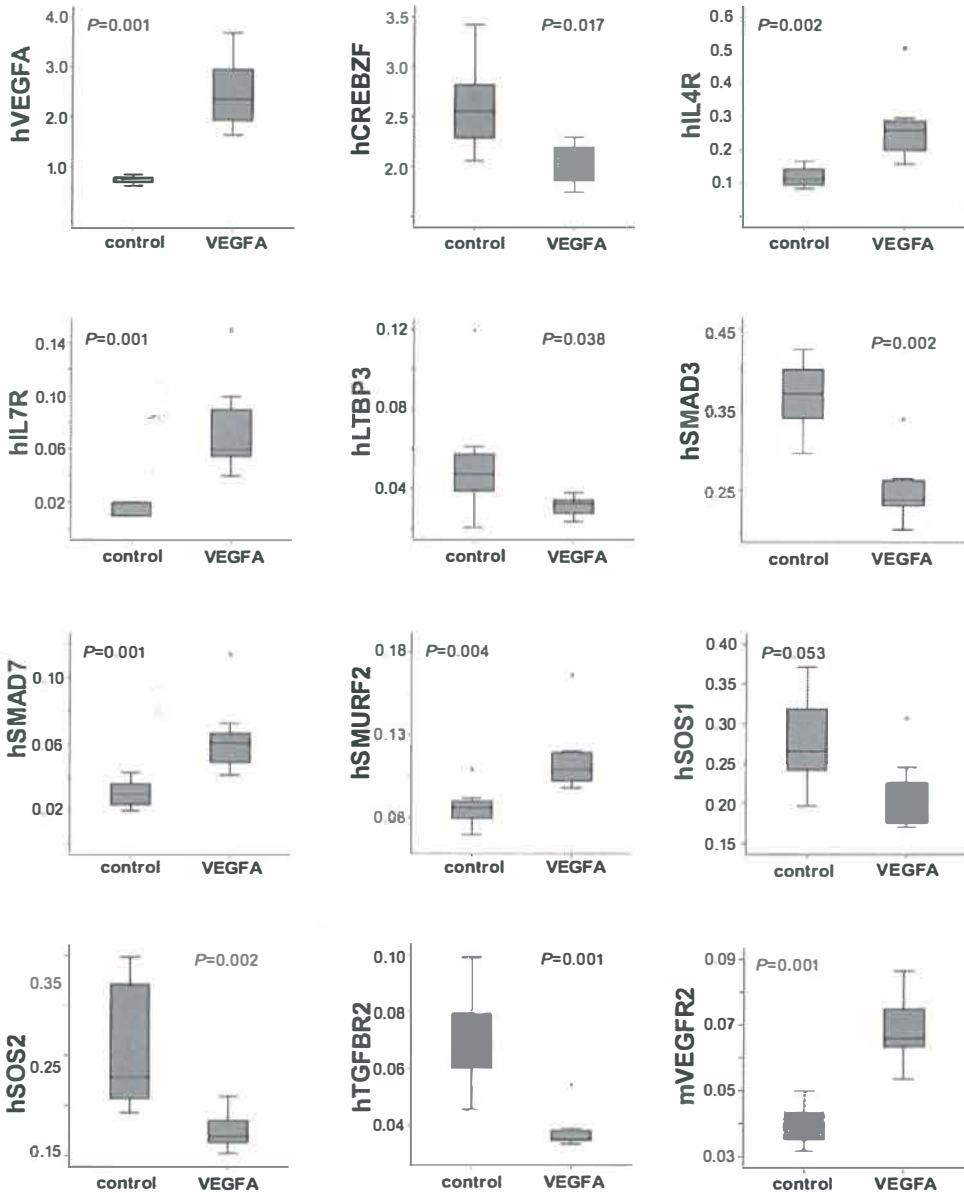 hVEGFA
P=0.001
4.0
3.0
2.0
1.0
control VEGFA
hCREBZF
P=0.017
3.5
3.0
2.5
2.0
control VEGFA
hIL4R
P=0.002
0.6
0.5
0.4
0.3
0.2
0.1
control VEGFA
hIL7R
P=0.001
0.14
0.10
0.06
0.02
control VEGFA
hLTBP3
P=0.038
0.12
0.08
0.04
control VEGFA
hSMAD3
P=0.002
0.45
0.35
0.25
control VEGFA
hSMAD7
P=0.001
0.10
0.06
0.02
control VEGFA
hSMURF2
P=0.004
0.18
0.13
0.08
control VEGFA
hSOS1
P=0.053
0.40
0.35
0.30
0.25
0.20
0.15
control VEGFA
hSOS2
P=0.002
0.35
0.25
0.15
control VEGFA
hTGFBR2
P=0.001
0.10
0.08
0.06
0.04
control VEGFA
mVEGFR2
P=0.001
0.09
0.07
0.05
0.03
control VEGFA